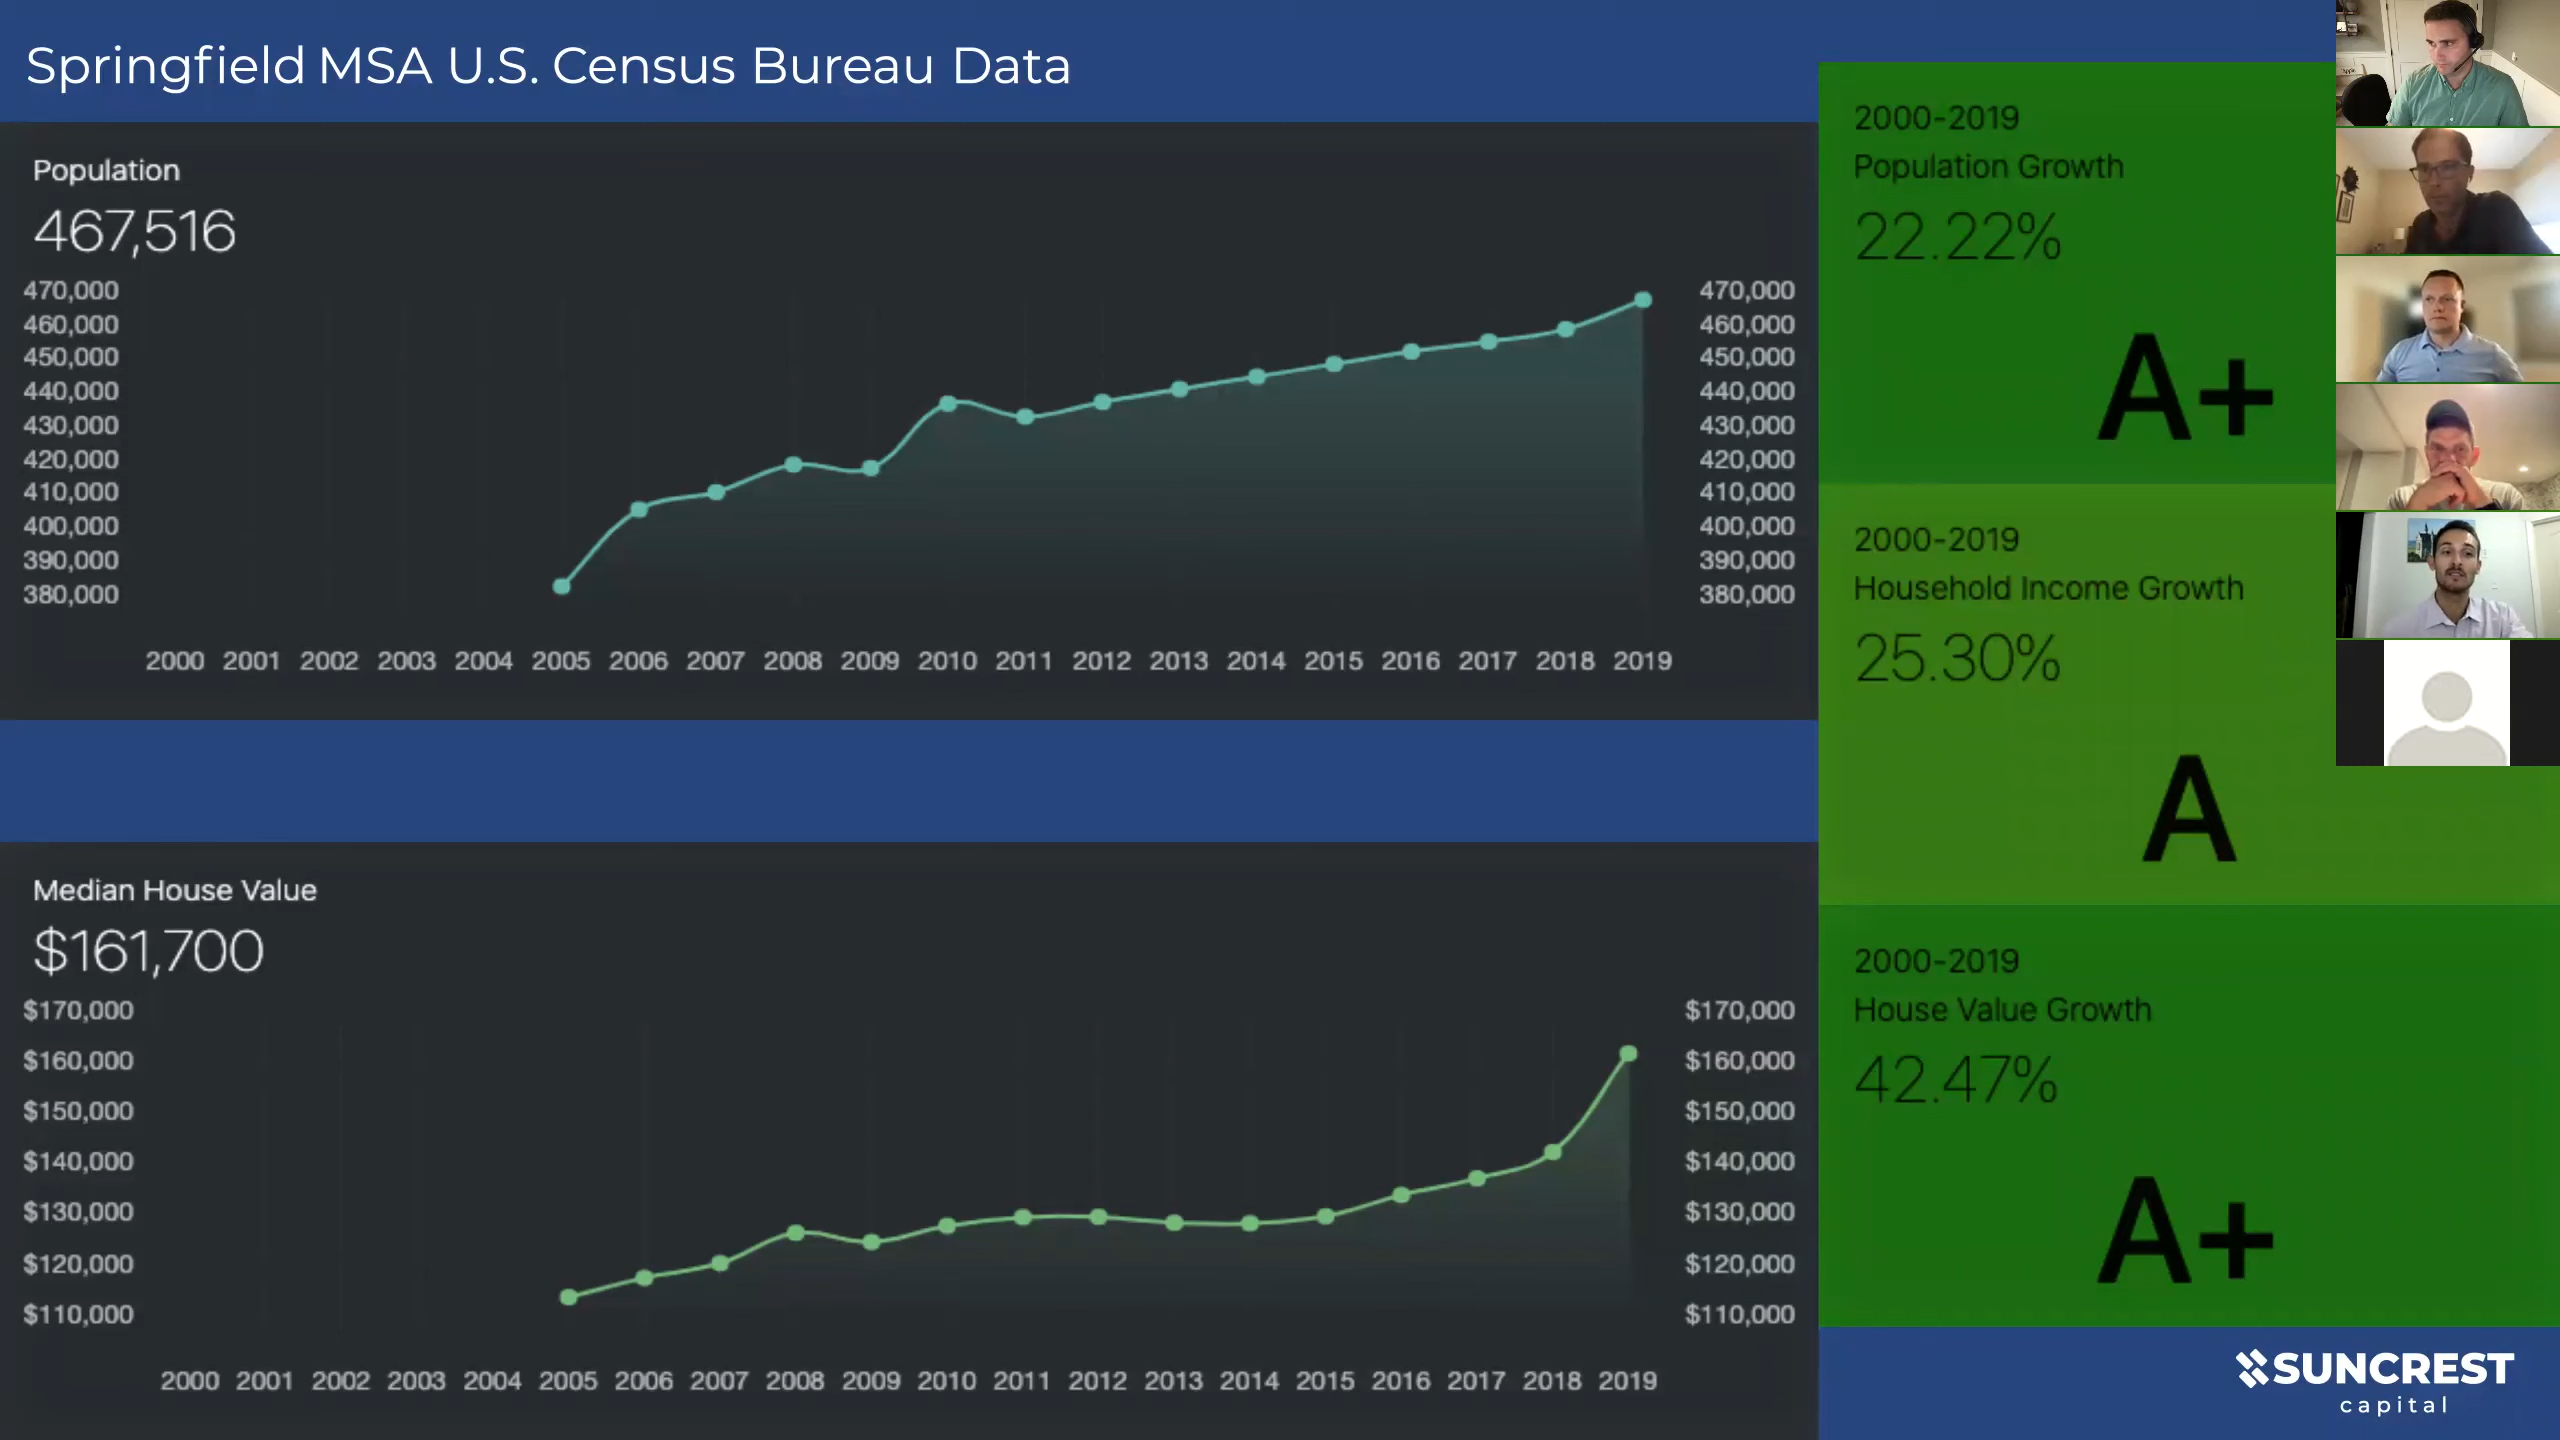 Springfield MSA U.S. Census Bureau Data
Population
467,516
470,000 470,000
460,000 460,000
450,000 450,000
440,000 440,000
430,000 430,000
420,000 420,000
410,000 410,000
400,000 400,000
390,000 390,000
380,000 380,000
2000 2001 2002 2003 2004 2005 2006 2007 2008 2009 2010 2011 2012 2013 2014 2015 2016 2017 2018 2019
Median House Value
$161,700
$170,000 $170,000
$160,000 $160,000
$150,000 $150,000
$140,000 $140,000
$130,000 $130,000
$120,000 $120,000
$110,000 $110,000
2000 2001 2002 2003 2004 2005 2006 2007 2008 2009 2010 2011 2012 2013 2014 2015 2016 2017 2018 2019
2000-2019
Population Growth
22.22%
A+
2000-2019
Household Income Growth
25.30%
A
2000-2019
House Value Growth
42.47%
A+
SUNCREST
capital